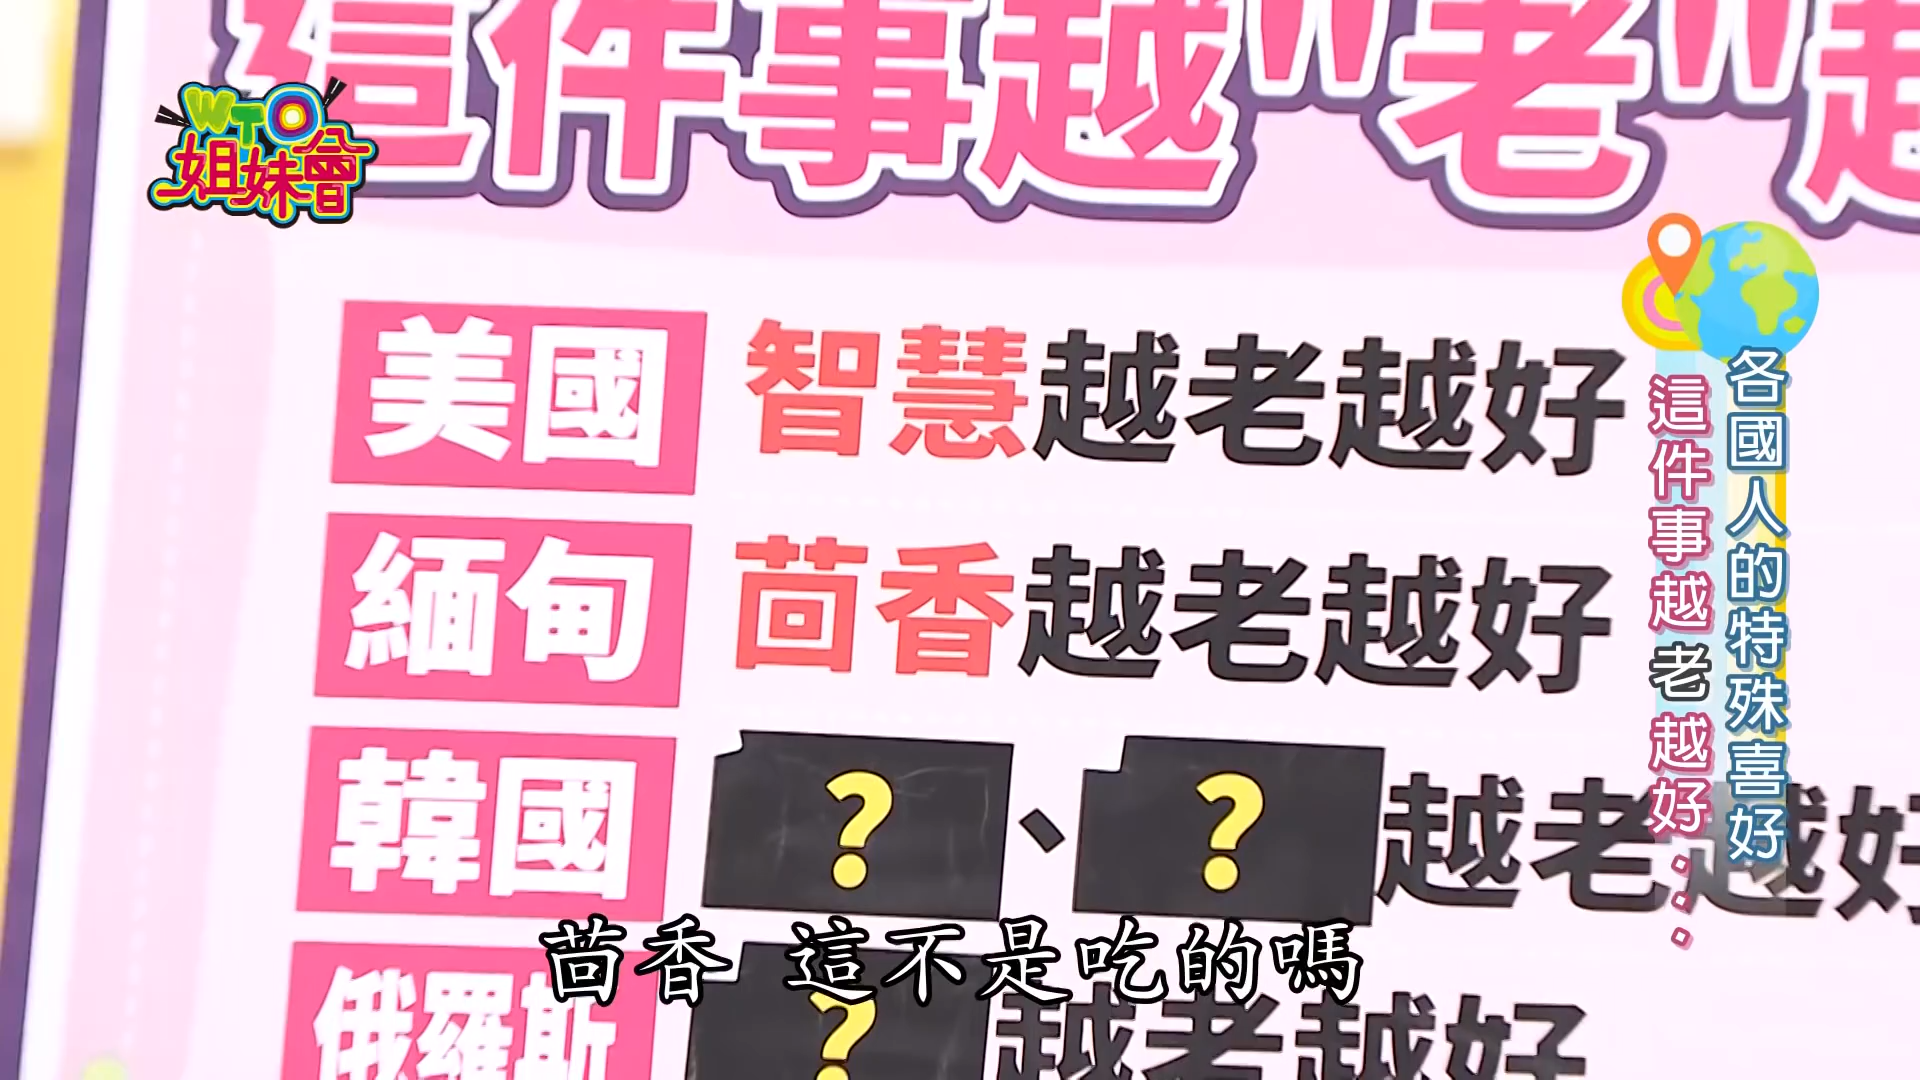 這件事越"老"越
WTO
姐妹會
美國 智慧越老越好
緬甸 茴香越老越好
韓國 ?、?越老越好
俄羅斯 ?越老越好
各國人的特殊喜好
這件事越老越好...
茴香 這不是吃的嗎